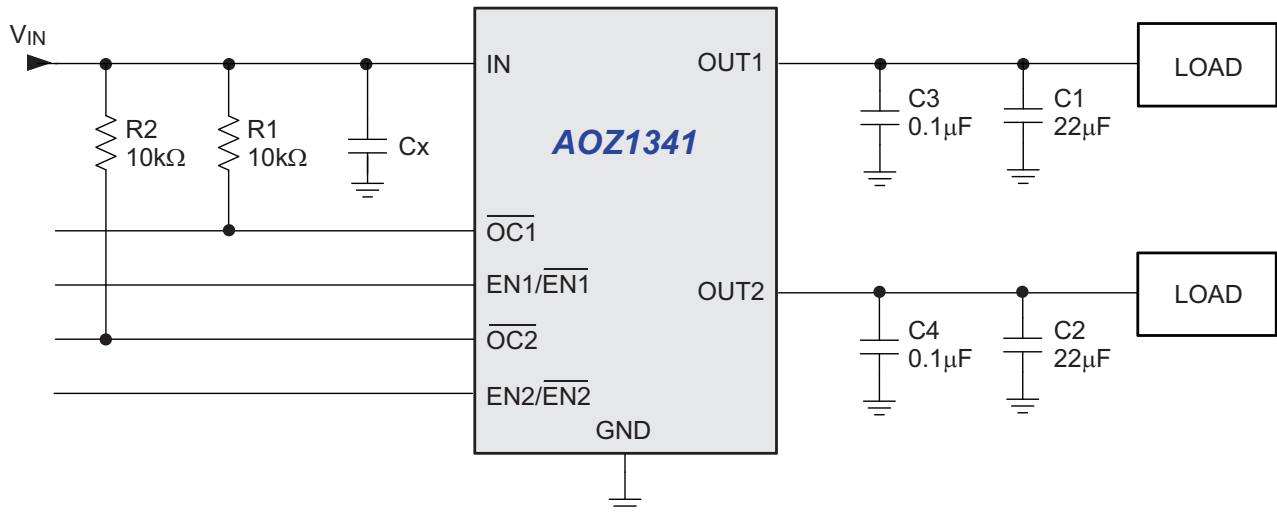 VIN
R2
10kΩ
R1
10kΩ
Cx
IN
OC1
EN1/EN1
OC2
EN2/EN2
AOZ1341
GND
OUT1
OUT2
C3
0.1μF
C1
22μF
LOAD
C4
0.1μF
C2
22μF
LOAD